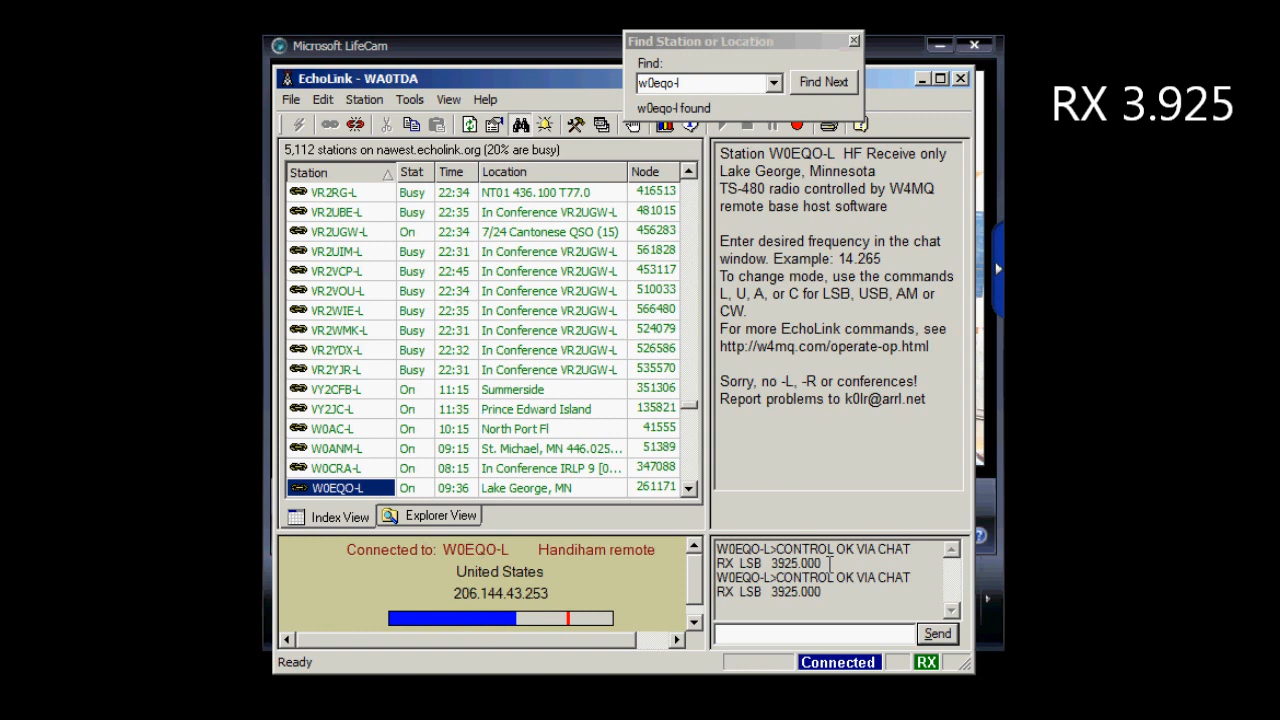 Microsoft LifeCam
Find Station or Location
Find:
w0eqo-l
Find Next
w0eqo-l found
RX 3.925
EchoLink - WA0TDA
File Edit Station Tools View Help
5,112 stations on nawest.echolink.org (20% are busy)
Station Stat Time Location Node
VR2RG-L Busy 22:34 NT01 436.100 T77.0 416513
VR2UBE-L Busy 22:35 In Conference VR2UGW-L 481015
VR2UGW-L On 22:34 7/24 Cantonese QSO (15) 456283
VR2UIM-L Busy 22:31 In Conference VR2UGW-L 561828
VR2VCP-L Busy 22:45 In Conference VR2UGW-L 453117
VR2VOU-L Busy 22:34 In Conference VR2UGW-L 510033
VR2WIE-L Busy 22:35 In Conference VR2UGW-L 566480
VR2WMK-L Busy 22:31 In Conference VR2UGW-L 524079
VR2YDX-L Busy 22:32 In Conference VR2UGW-L 526586
VR2YJR-L Busy 22:31 In Conference VR2UGW-L 535570
VY2CFB-L On 11:15 Summerside 351306
VY2JC-L On 11:35 Prince Edward Island 135821
W0AC-L On 10:15 North Port Fl 41555
W0ANM-L On 09:15 St. Michael, MN 446.025... 51389
W0CRA-L On 08:15 In Conference IRLP 9 [0... 347088
W0EQO-L On 09:36 Lake George, MN 261171
Index View Explorer View
Station W0EQO-L HF Receive only
Lake George, Minnesota
TS-480 radio controlled by W4MQ
remote base host software
Enter desired frequency in the chat
window. Example: 14.265
To change mode, use the commands
L, U, A, or C for LSB, USB, AM or
CW.
For more EchoLink commands, see
http://w4mq.com/operate-op.html
Sorry, no -L, -R or conferences!
Report problems to k0lr@arrl.net
Connected to: W0EQO-L Handiham remote
United States
206.144.43.253
W0EQO-L>CONTROL OK VIA CHAT
RX LSB 3925.000
W0EQO-L>CONTROL OK VIA CHAT
RX LSB 3925.000
Send
Ready
Connected
RX